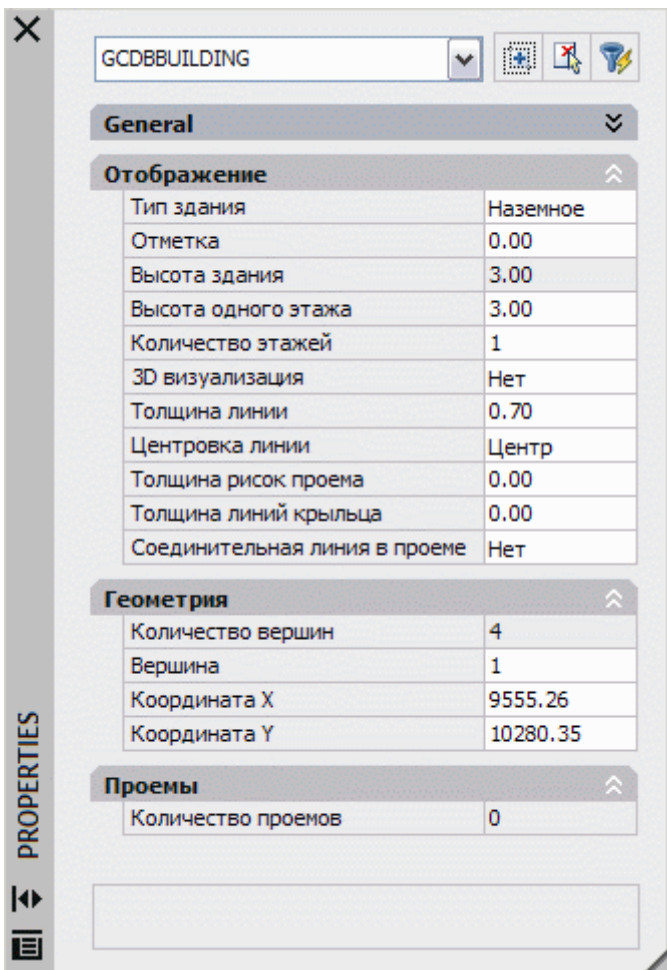 GCDBBUILDING
General
Отображение
Тип здания Наземное
Отметка 0.00
Высота здания 3.00
Высота одного этажа 3.00
Количество этажей 1
3D визуализация Нет
Толщина линии 0.70
Центровка линии Центр
Толщина рисок проема 0.00
Толщина линий крыльца 0.00
Соединительная линия в проеме Нет
Геометрия
Количество вершин 4
Вершина 1
Координата X 9555.26
Координата Y 10280.35
Проемы
Количество проемов 0
PROPERTIES